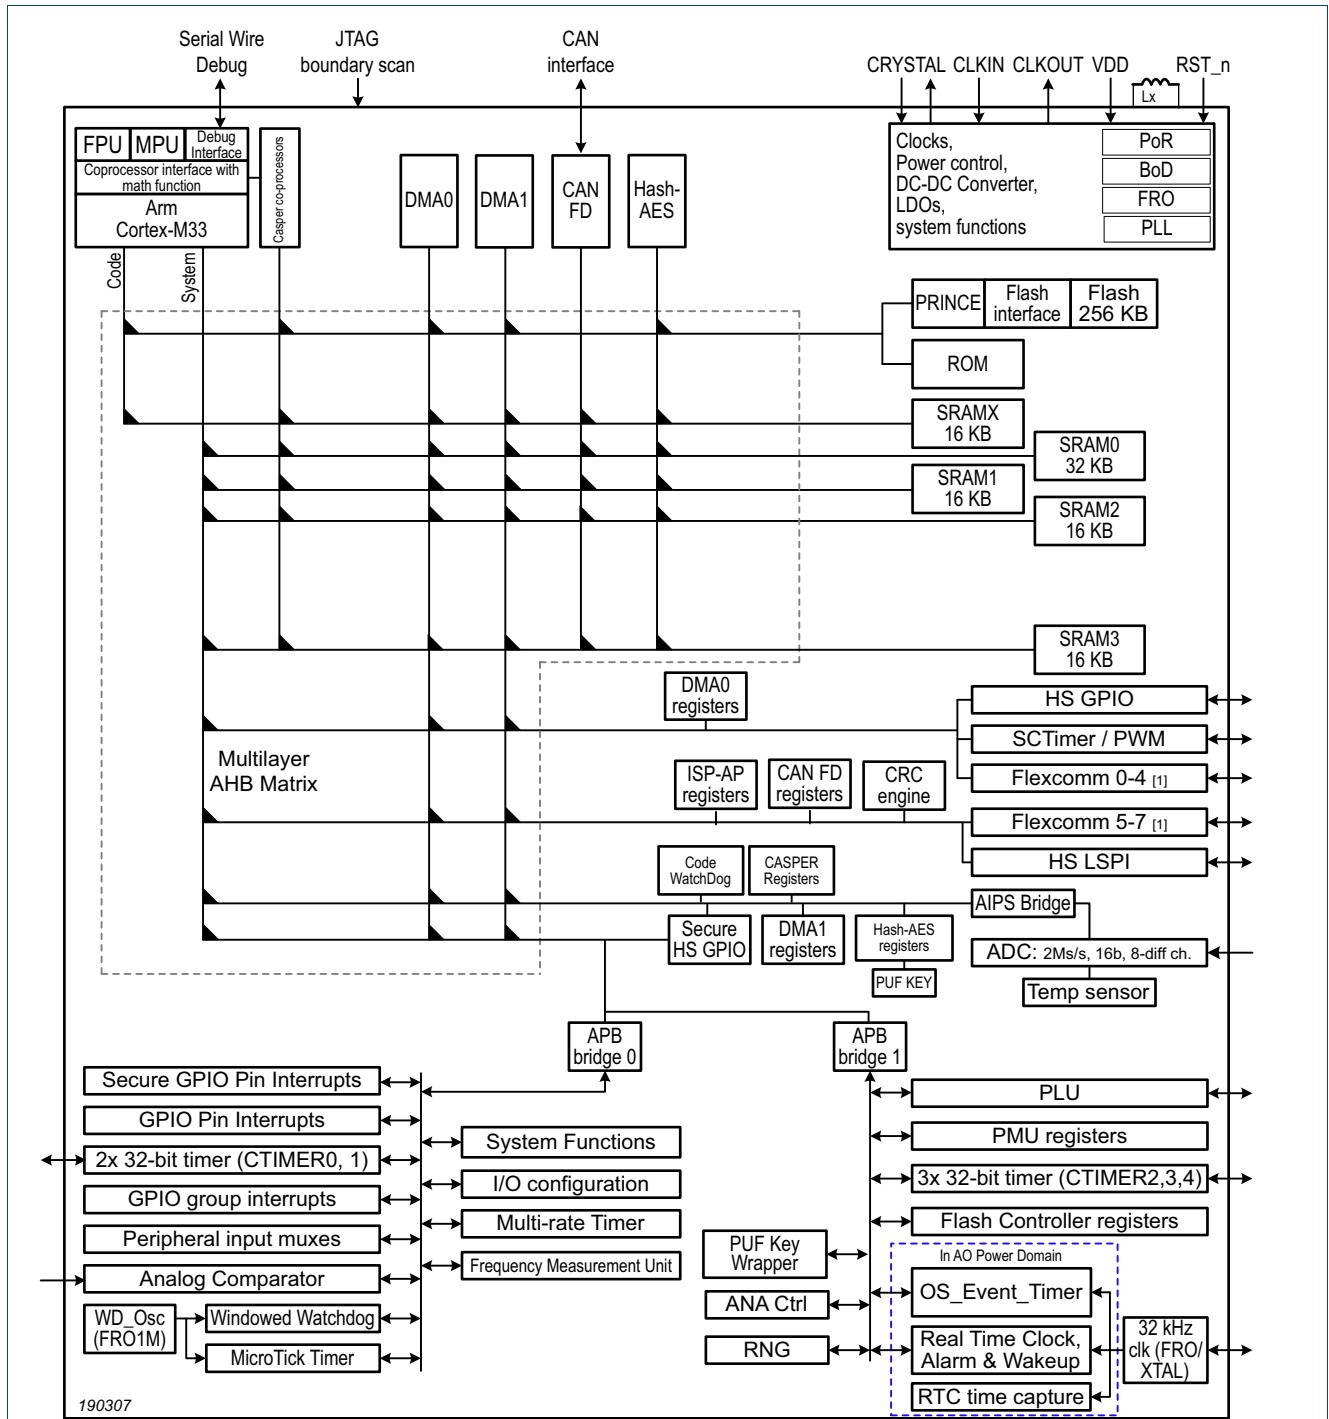 Serial Wire
Debug
JTAG
boundary scan
CAN
interface
CRYSTAL
CLKIN
CLKOUT
VDD
RST_n
Lx
FPU
MPU
Debug
Interface
Coprocessor interface with
math function
Arm
Cortex-M33
Casper co-processors
DMA0
DMA1
CAN
FD
Hash-
AES
Clocks,
Power control,
DC-DC Converter,
LDOs,
system functions
PoR
BoD
FRO
PLL
Code
System
PRINCE
Flash
interface
Flash
256 KB
ROM
SRAMX
16 KB
SRAM0
32 KB
SRAM1
16 KB
SRAM2
16 KB
SRAM3
16 KB
DMA0
registers
HS GPIO
SCTimer / PWM
Flexcomm 0-4 [1]
Multilayer
AHB Matrix
ISP-AP
registers
CAN FD
registers
CRC
engine
Flexcomm 5-7 [1]
HS LSPI
Code
WatchDog
CASPER
Registers
AIPS Bridge
Secure
HS GPIO
DMA1
registers
Hash-AES
registers
PUF KEY
ADC: 2Ms/s, 16b, 8-diff ch.
Temp sensor
APB
bridge 0
APB
bridge 1
Secure GPIO Pin Interrupts
GPIO Pin Interrupts
2x 32-bit timer (CTIMER0, 1)
GPIO group interrupts
Peripheral input muxes
Analog Comparator
WD_Osc
(FRO1M)
Windowed Watchdog
MicroTick Timer
System Functions
I/O configuration
Multi-rate Timer
Frequency Measurement Unit
PLU
PMU registers
3x 32-bit timer (CTIMER2,3,4)
Flash Controller registers
PUF Key
Wrapper
ANA Ctrl
RNG
In AO Power Domain
OS_Event_Timer
Real Time Clock,
Alarm & Wakeup
RTC time capture
32 kHz
clk (FRO/
XTAL)
190307